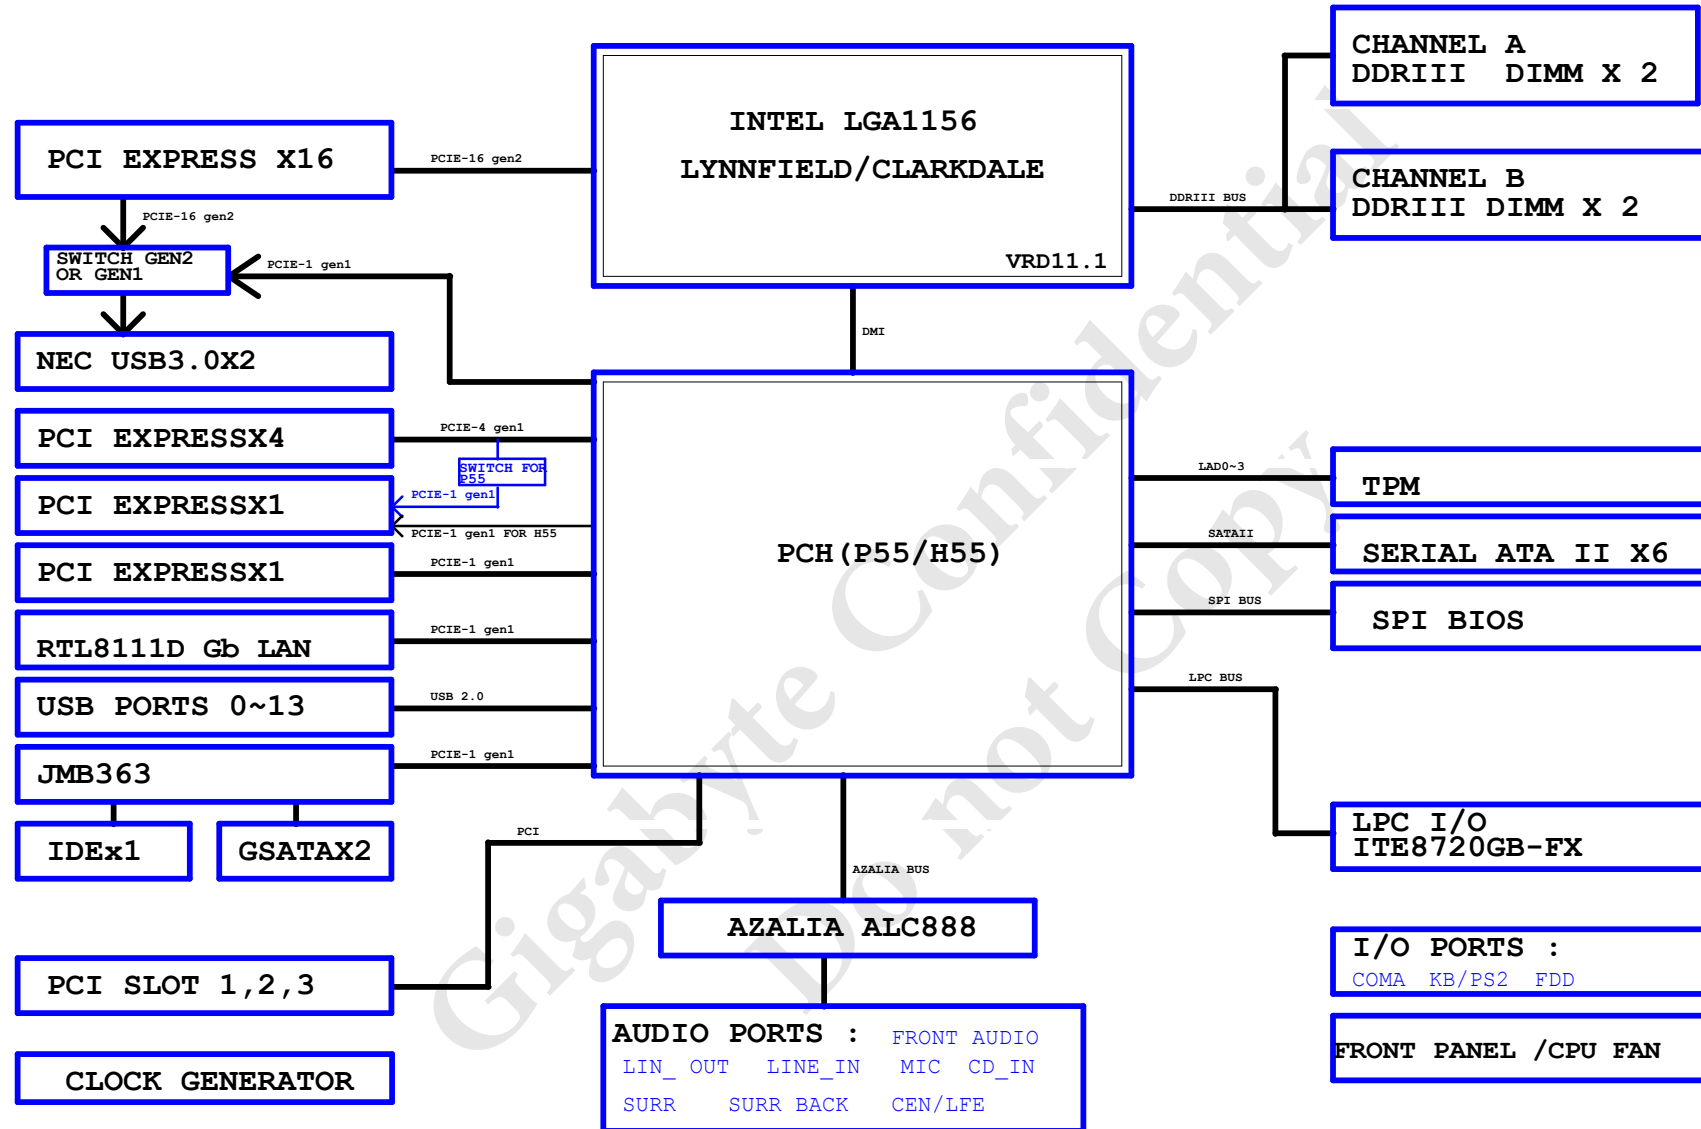 CHANNEL A
DDRIII DIMM X 2
INTEL LGA1156
LYNNFIELD/CLARKDALE
VRD11.1
PCI EXPRESS X16
PCIE-16 gen2
CHANNEL B
DDRIII DIMM X 2
DDRIII BUS
PCIE-16 gen2
SWITCH GEN2
OR GEN1
PCIE-1 gen1
DMI
NEC USB3.0X2
PCI EXPRESSX4
PCIE-4 gen1
SWITCH FOR
P55
PCIE-1 gen1
PCI EXPRESSX1
PCIE-1 gen1 FOR H55
PCI EXPRESSX1
PCIE-1 gen1
PCH(P55/H55)
LAD0~3
TPM
SATAII
SERIAL ATA II X6
SPI BUS
SPI BIOS
RTL8111D Gb LAN
PCIE-1 gen1
USB PORTS 0~13
USB 2.0
LPC BUS
JMB363
PCIE-1 gen1
IDEx1
GSATAX2
PCI
AZALIA BUS
LPC I/O
ITE8720GB-FX
AZALIA ALC888
PCI SLOT 1,2,3
I/O PORTS :
COMA KB/PS2 FDD
AUDIO PORTS : FRONT AUDIO
LIN_ OUT LINE_IN MIC CD_IN
SURR SURR BACK CEN/LFE
FRONT PANEL /CPU FAN
CLOCK GENERATOR
Gigabyte Confidential
Do not Copy